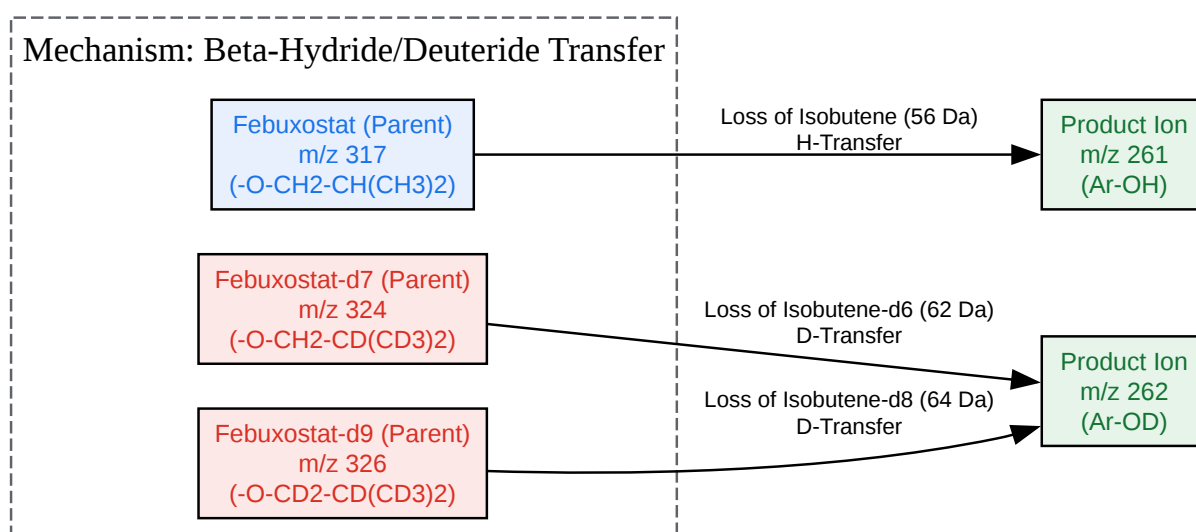 Mechanism: Beta-Hydride/Deuteride Transfer
Febuxostat (Parent)
m/z 317
(-O-CH2-CH(CH3)2)
Loss of Isobutene (56 Da)
H-Transfer
Product Ion
m/z 261
(Ar-OH)
Febuxostat-d7 (Parent)
m/z 324
(-O-CH2-CD(CD3)2)
Loss of Isobutene-d6 (62 Da)
D-Transfer
Febuxostat-d9 (Parent)
m/z 326
(-O-CD2-CD(CD3)2)
Loss of Isobutene-d8 (64 Da)
D-Transfer
Product Ion
m/z 262
(Ar-OD)